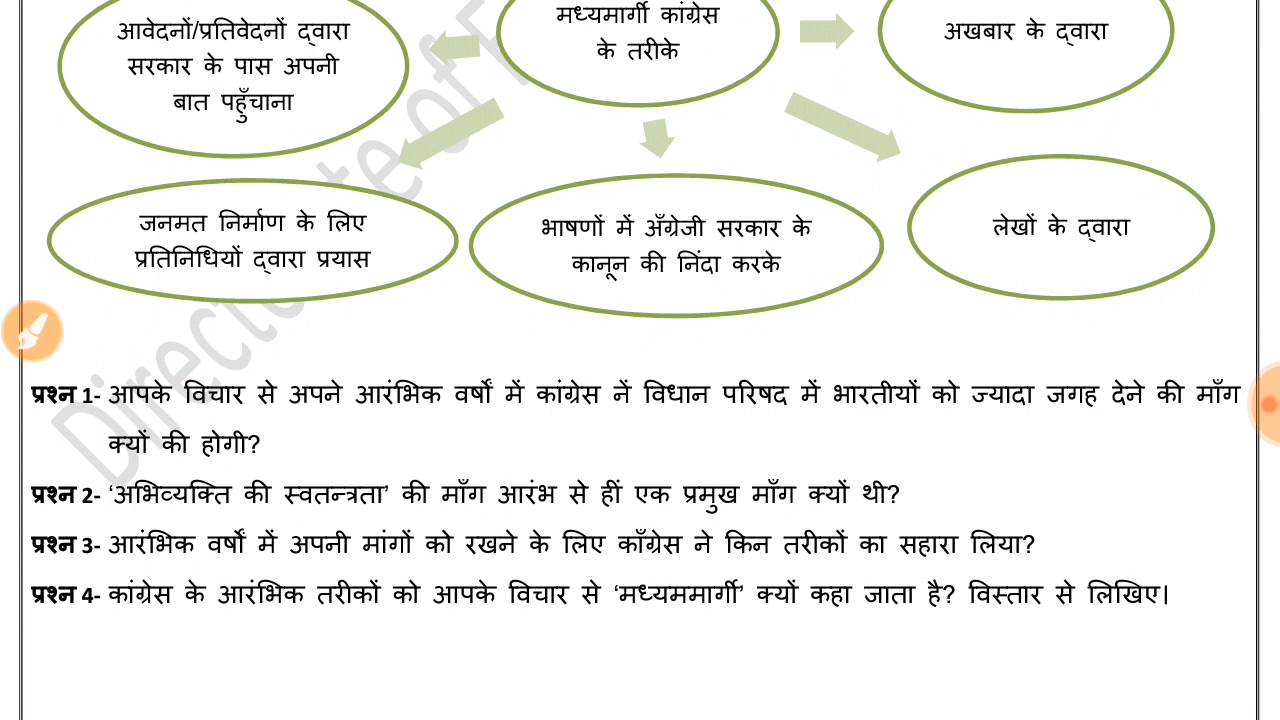 मध्यमार्गी कांग्रेस
के तरीके
आवेदनों/प्रतिवेदनों द्वारा
सरकार के पास अपनी
बात पहुँचाना
अखबार के द्वारा
जनमत निर्माण के लिए
प्रतिनिधियों द्वारा प्रयास
भाषणों में अँग्रेजी सरकार के
कानून की निंदा करके
लेखों के द्वारा
प्रश्न 1- आपके विचार से अपने आरंभिक वर्षों में कांग्रेस नें विधान परिषद में भारतीयों को ज्यादा जगह देने की माँग
क्यों की होगी?
प्रश्न 2- ‘अभिव्यक्ति की स्वतन्त्रता’ की माँग आरंभ से हीं एक प्रमुख माँग क्यों थी?
प्रश्न 3- आरंभिक वर्षों में अपनी मांगों को रखने के लिए काँग्रेस ने किन तरीकों का सहारा लिया?
प्रश्न 4- कांग्रेस के आरंभिक तरीकों को आपके विचार से ‘मध्यममार्गी’ क्यों कहा जाता है? विस्तार से लिखिए।